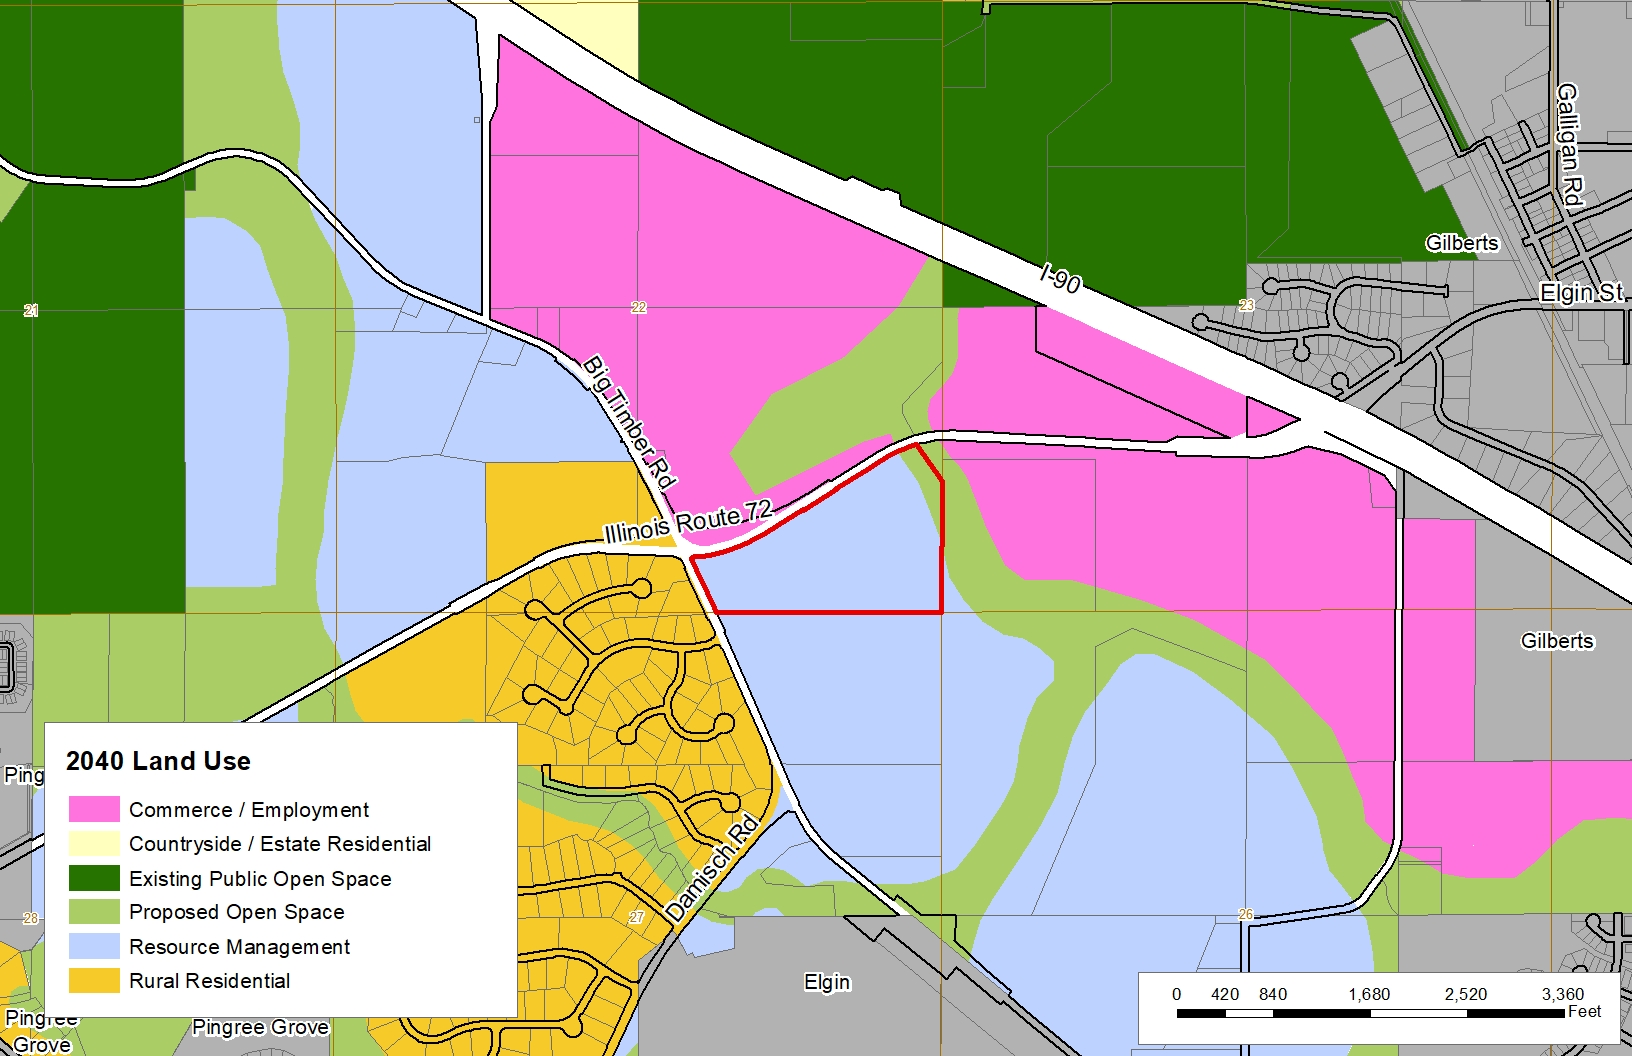 Galligan Rd
Gilberts
I-90
Elgin St
21
22
23
Big Timber Rd
Illinois Route 72
Gilberts
Ping
2040 Land Use
Commerce / Employment
Countryside / Estate Residential
Existing Public Open Space
Proposed Open Space
Resource Management
Rural Residential
Damisch Rd
28
27
26
Elgin
Pingree
Grove
Pingree Grove
0 420 840 1,680 2,520 3,360
Feet